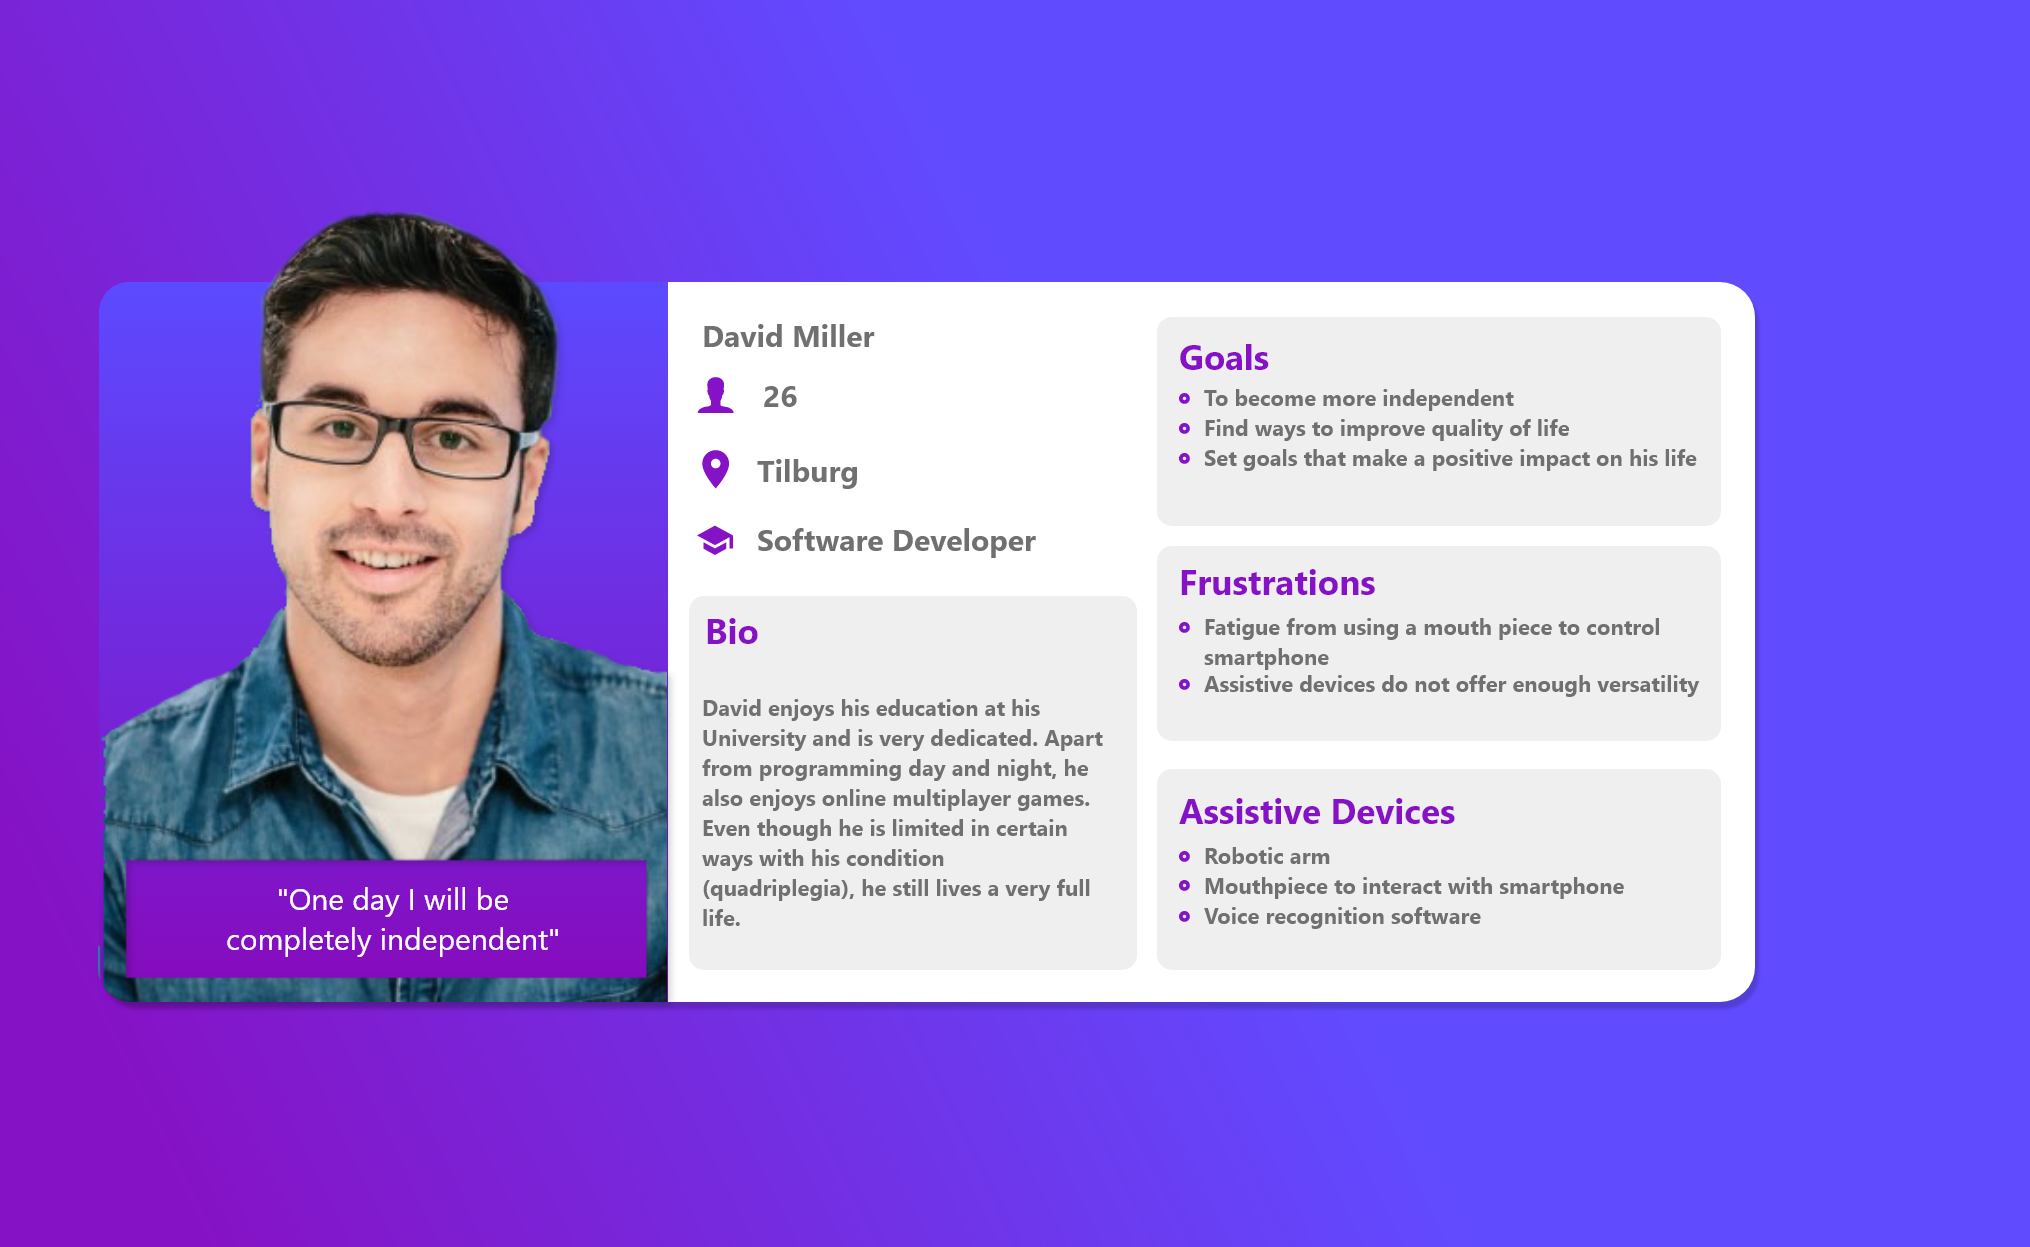 David Miller
26
Tilburg
Software Developer
Bio
David enjoys his education at his
University and is very dedicated. Apart
from programming day and night, he
also enjoys online multiplayer games.
Even though he is limited in certain
ways with his condition
(quadriplegia), he still lives a very full
life.
"One day I will be
completely independent"
Goals
To become more independent
Find ways to improve quality of life
Set goals that make a positive impact on his life
Frustrations
Fatigue from using a mouth piece to control
smartphone
Assistive devices do not offer enough versatility
Assistive Devices
Robotic arm
Mouthpiece to interact with smartphone
Voice recognition software